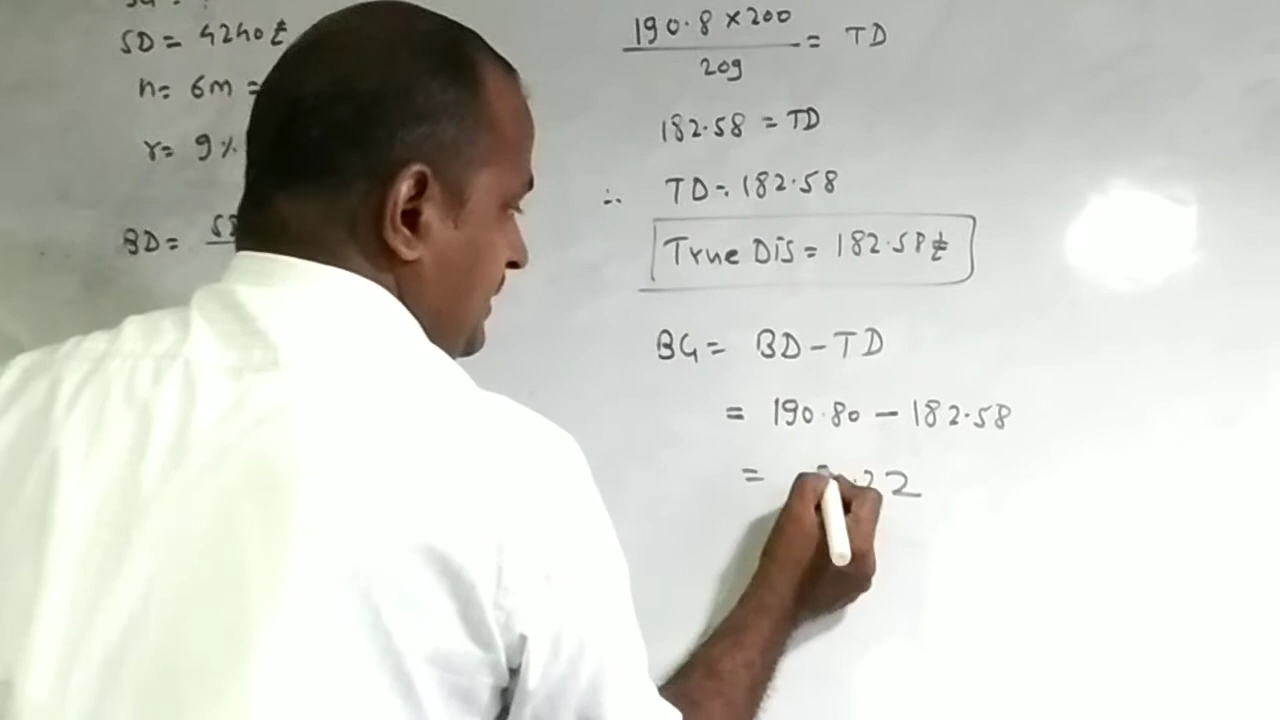 SD = 4240₹
n = 6m =
r = 9%
BD = SD
190.8 × 200 / 209 = TD
182.58 = TD
∴ TD = 182.58
True Dis = 182.58₹
BG = BD - TD
= 190.80 - 182.58
= .22